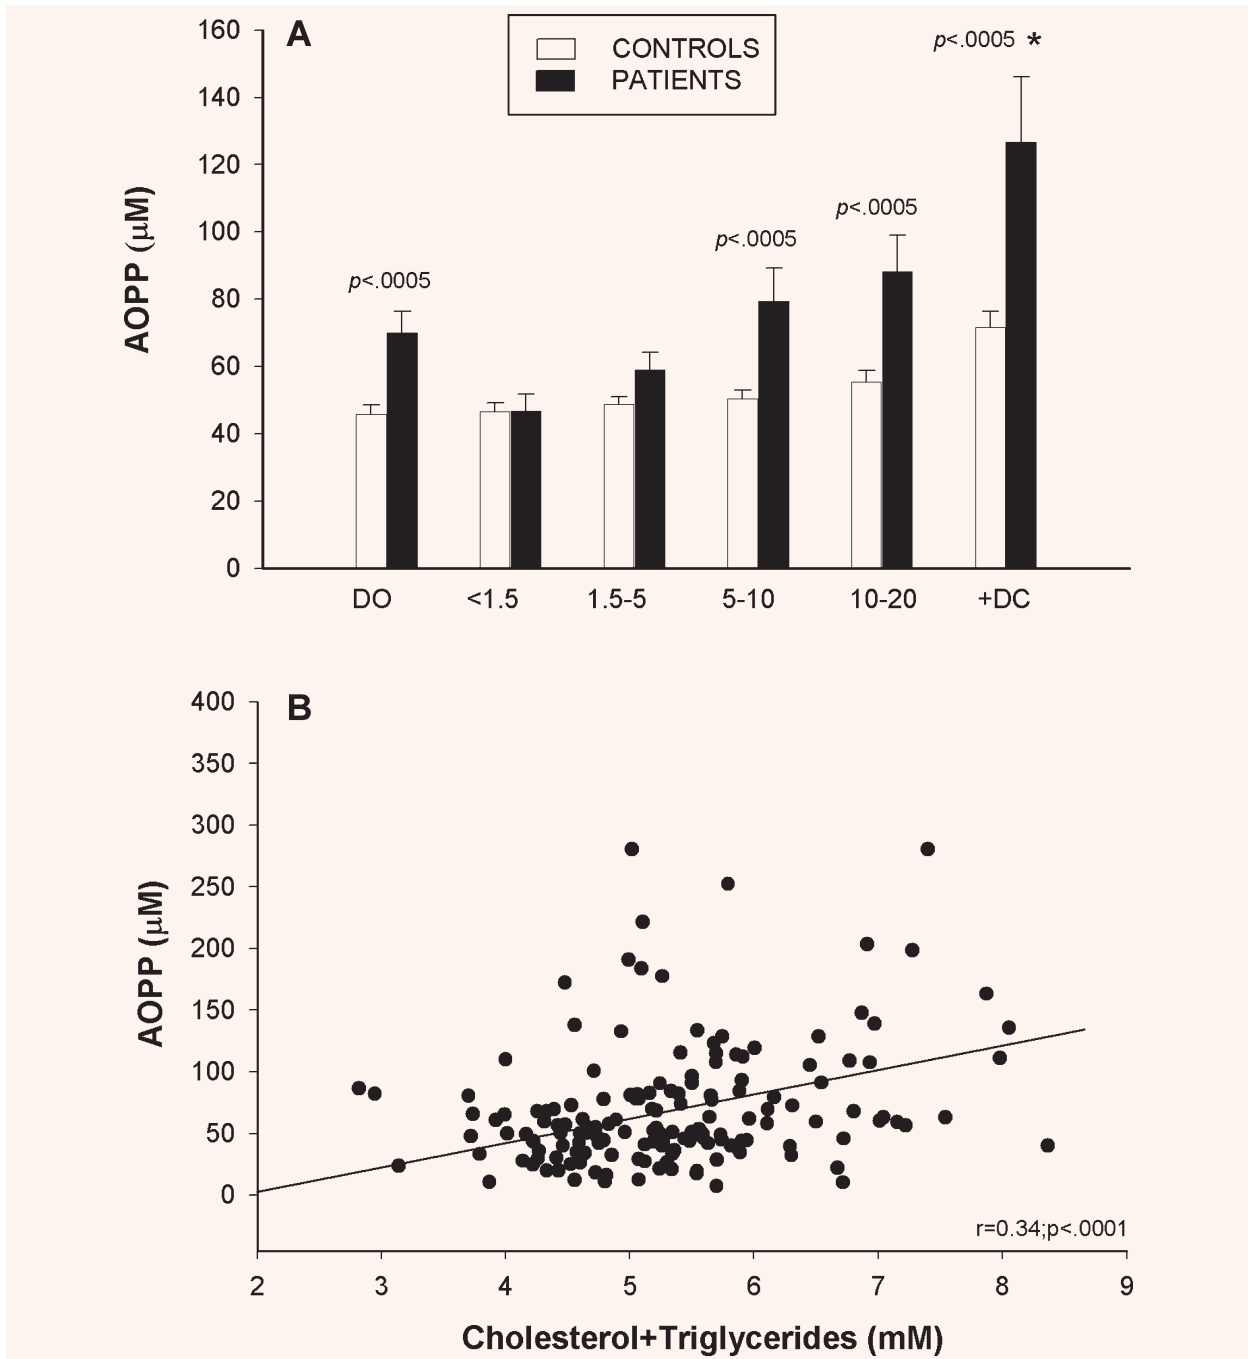 A
CONTROLS
PATIENTS
p<.0005 *
160
140
120
100
80
60
40
20
0
AOPP (μM)
p<.0005
p<.0005
p<.0005
DO <1.5 1.5-5 5-10 10-20 +DC
B
400
350
300
250
200
150
100
50
0
AOPP (μM)
r=0.34;p<.0001
2 3 4 5 6 7 8 9
Cholesterol+Triglycerides (mM)